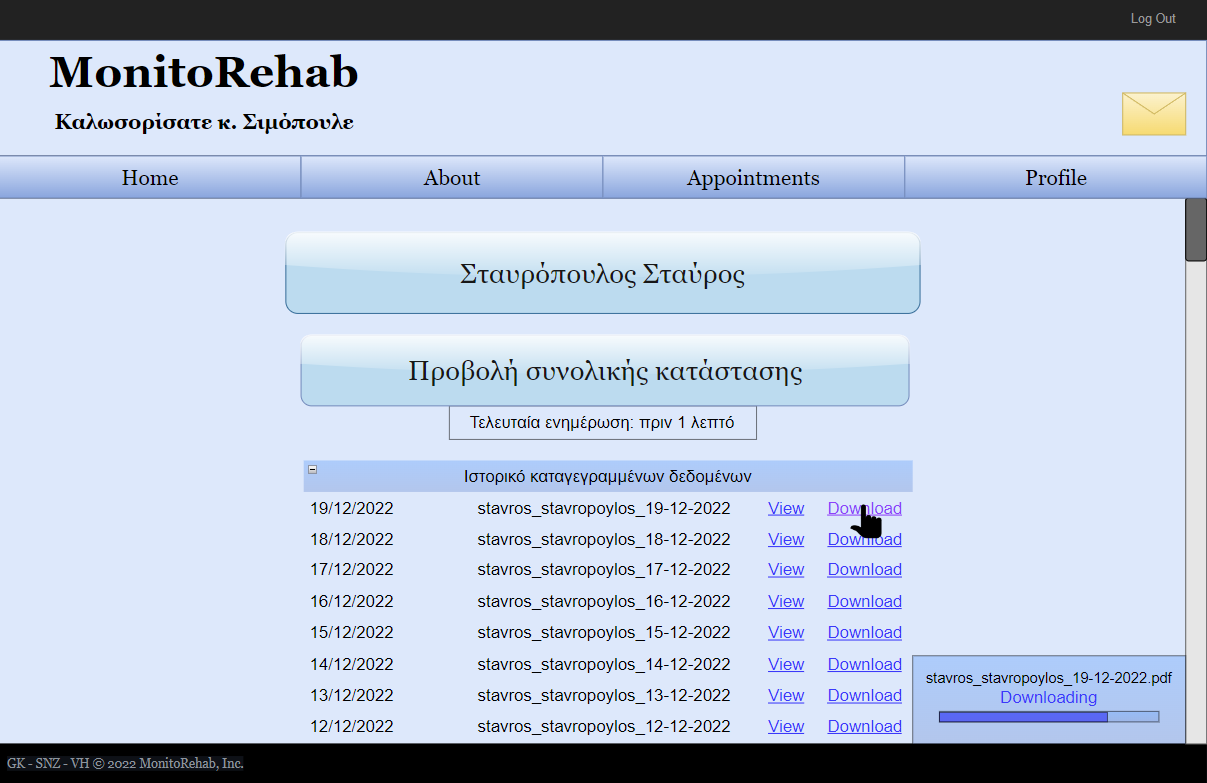 Log Out
MonitoRehab
Καλωσορίσατε κ. Σιμόπουλε
Home About Appointments Profile
Σταυρόπουλος Σταύρος
Προβολή συνολικής κατάστασης
Τελευταία ενημέρωση: πριν 1 λεπτό
Ιστορικό καταγεγραμμένων δεδομένων
19/12/2022 stavros_stavropoylos_19-12-2022 View Download
18/12/2022 stavros_stavropoylos_18-12-2022 View Download
17/12/2022 stavros_stavropoylos_17-12-2022 View Download
16/12/2022 stavros_stavropoylos_16-12-2022 View Download
15/12/2022 stavros_stavropoylos_15-12-2022 View Download
14/12/2022 stavros_stavropoylos_14-12-2022 View Download
13/12/2022 stavros_stavropoylos_13-12-2022 View Download
12/12/2022 stavros_stavropoylos_12-12-2022 View Download
stavros_stavropoylos_19-12-2022.pdf
Downloading
GK - SNZ - VH © 2022 MonitoRehab, Inc.